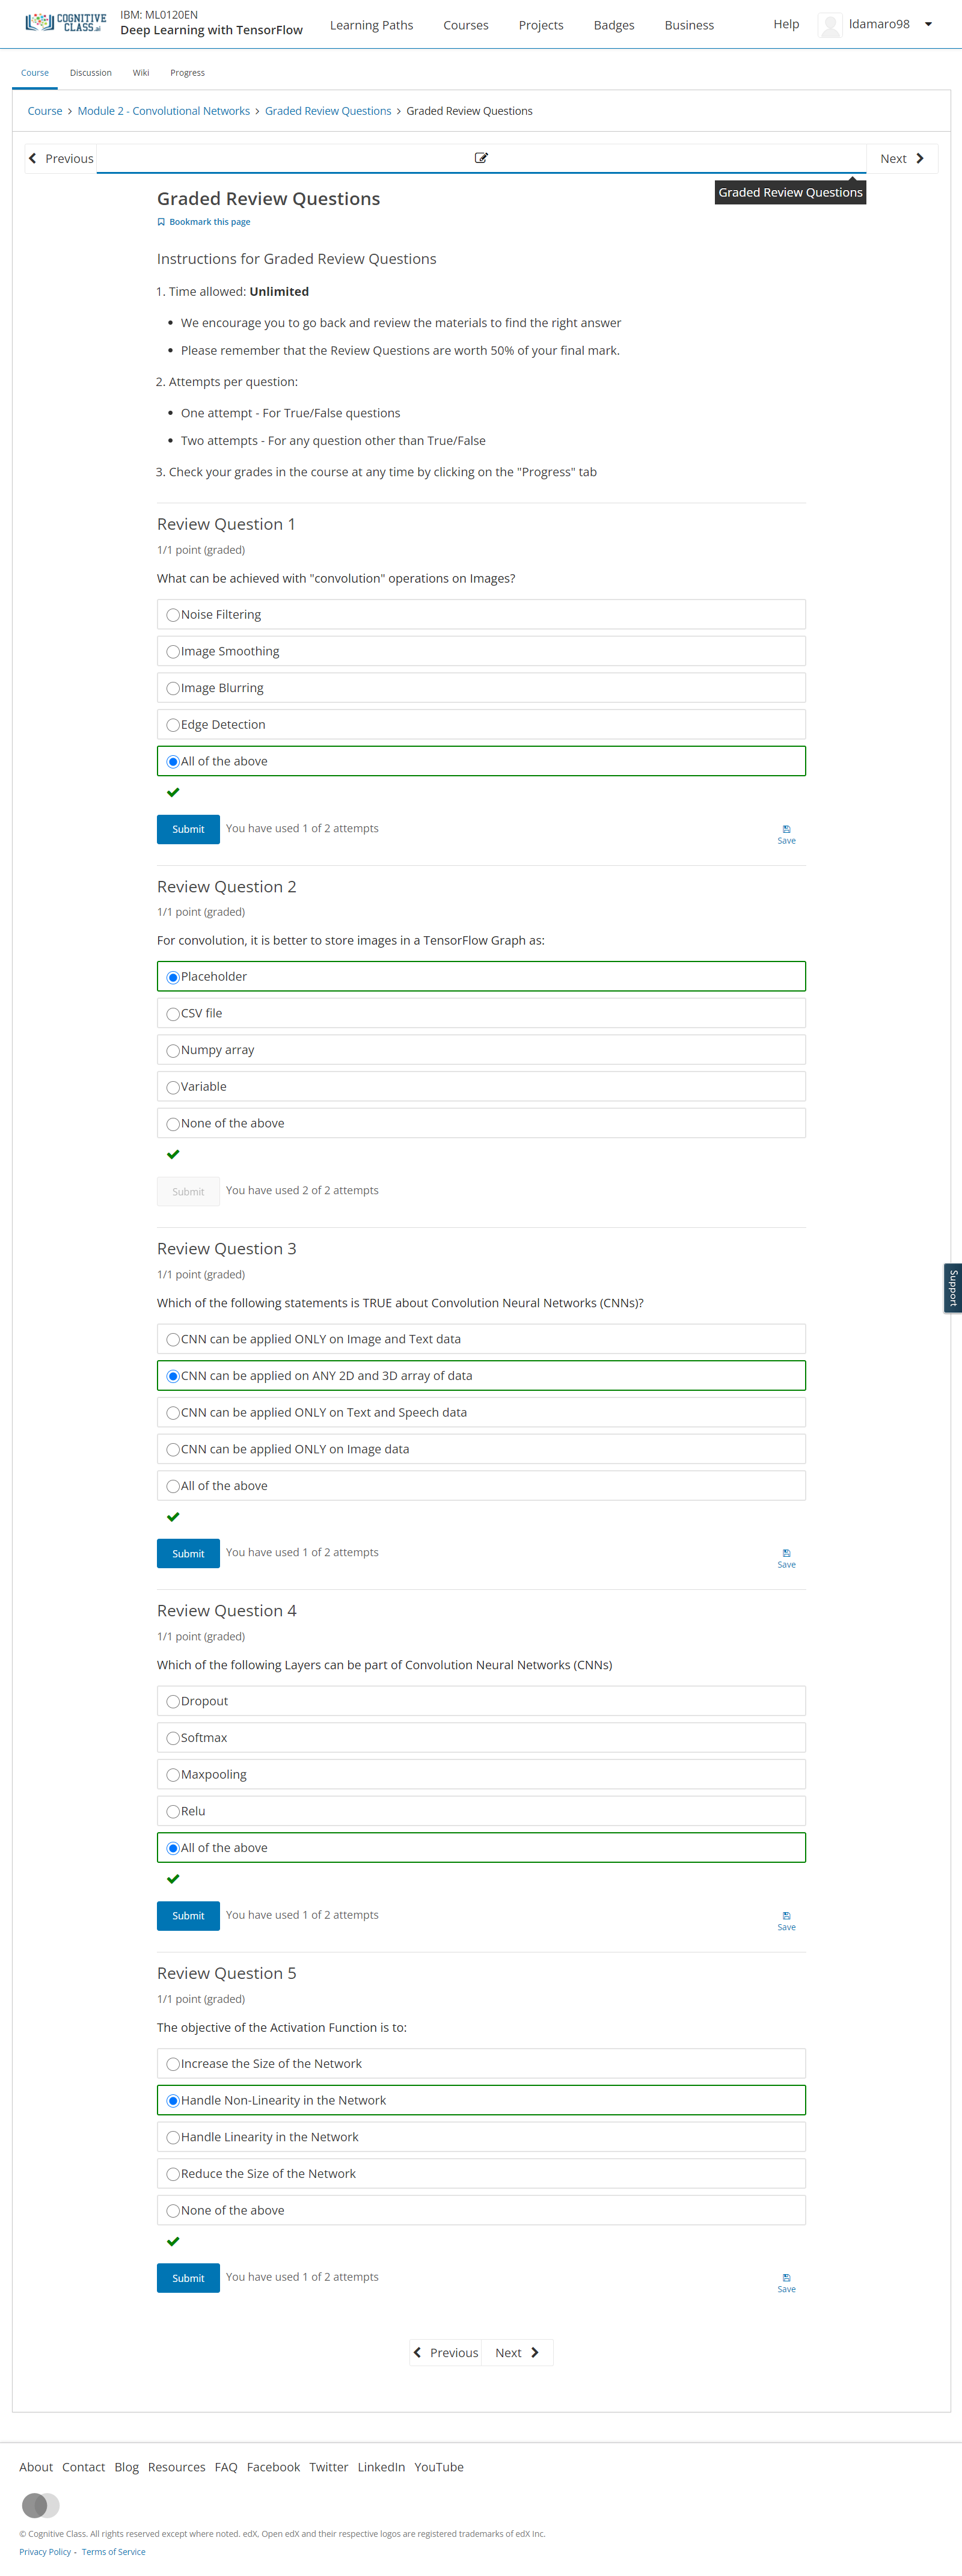 COGNITIVE
CLASS.ai
IBM: ML0120EN
Deep Learning with TensorFlow
Learning Paths Courses Projects Badges Business Help ldamaro98
Course Discussion Wiki Progress
Course > Module 2 - Convolutional Networks > Graded Review Questions > Graded Review Questions
Previous Next
Graded Review Questions
Graded Review Questions
Bookmark this page
Instructions for Graded Review Questions
1. Time allowed: Unlimited
• We encourage you to go back and review the materials to find the right answer
• Please remember that the Review Questions are worth 50% of your final mark.
2. Attempts per question:
• One attempt - For True/False questions
• Two attempts - For any question other than True/False
3. Check your grades in the course at any time by clicking on the "Progress" tab
Review Question 1
1/1 point (graded)
What can be achieved with "convolution" operations on Images?
Noise Filtering
Image Smoothing
Image Blurring
Edge Detection
All of the above
Submit You have used 1 of 2 attempts
Save
Review Question 2
1/1 point (graded)
For convolution, it is better to store images in a TensorFlow Graph as:
Placeholder
CSV file
Numpy array
Variable
None of the above
Submit You have used 2 of 2 attempts
Review Question 3
1/1 point (graded)
Support
Which of the following statements is TRUE about Convolution Neural Networks (CNNs)?
CNN can be applied ONLY on Image and Text data
CNN can be applied on ANY 2D and 3D array of data
CNN can be applied ONLY on Text and Speech data
CNN can be applied ONLY on Image data
All of the above
Submit You have used 1 of 2 attempts
Save
Review Question 4
1/1 point (graded)
Which of the following Layers can be part of Convolution Neural Networks (CNNs)
Dropout
Softmax
Maxpooling
Relu
All of the above
Submit You have used 1 of 2 attempts
Save
Review Question 5
1/1 point (graded)
The objective of the Activation Function is to:
Increase the Size of the Network
Handle Non-Linearity in the Network
Handle Linearity in the Network
Reduce the Size of the Network
None of the above
Submit You have used 1 of 2 attempts
Save
Previous Next
About Contact Blog Resources FAQ Facebook Twitter LinkedIn YouTube
© Cognitive Class. All rights reserved except where noted. edX, Open edX and their respective logos are registered trademarks of edX Inc.
Privacy Policy - Terms of Service